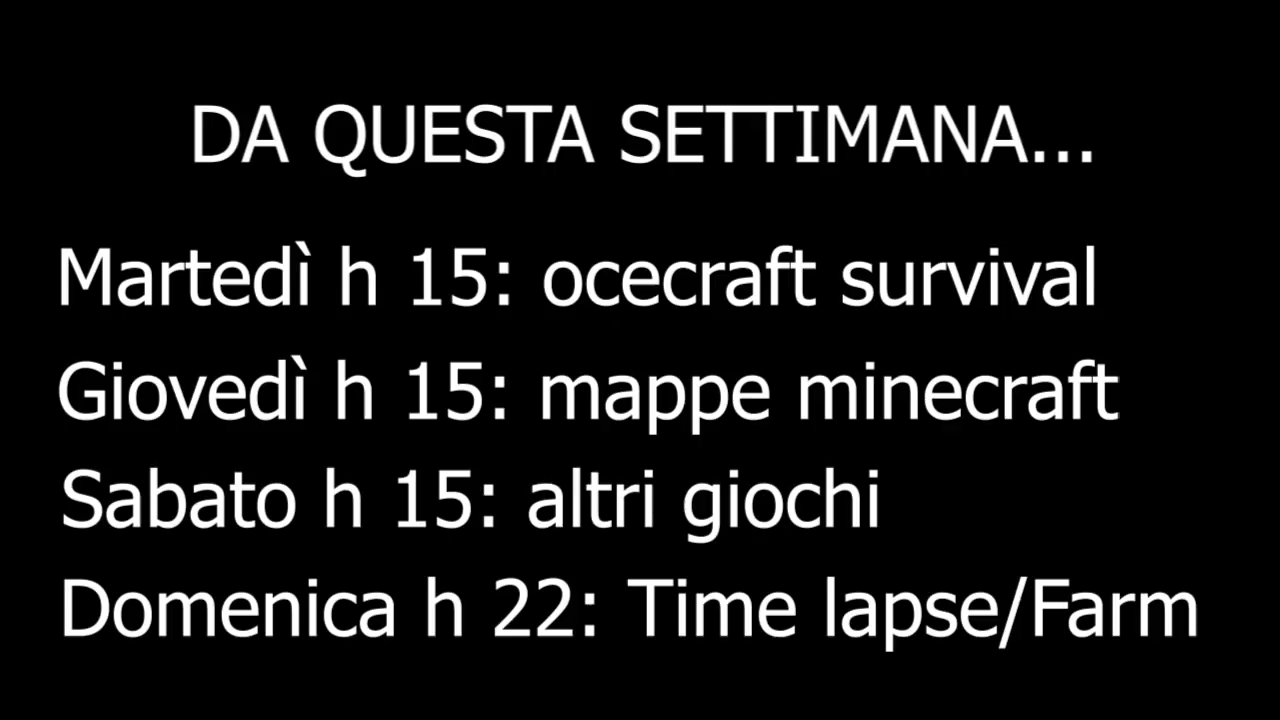 DA QUESTA SETTIMANA...
Martedì h 15: ocecraft survival
Giovedì h 15: mappe minecraft
Sabato h 15: altri giochi
Domenica h 22: Time lapse/Farm